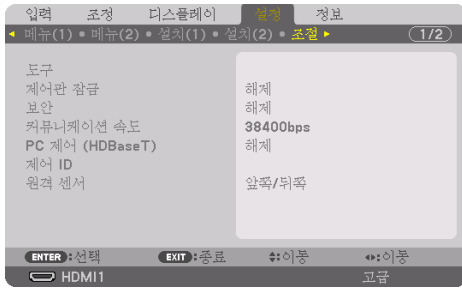 입력 조정 디스플레이 설정 정보
메뉴(1) • 메뉴(2) • 설치(1) • 설치(2) • 조절 1/2
도구
제어판 잠금 해제
보안 해제
커뮤니케이션 속도 38400bps
PC 제어 (HDBaseT) 해제
제어 ID
원격 센서 앞쪽/뒤쪽
ENTER:선택 EXIT:종료 :이동 :이동
HDMI1 고급